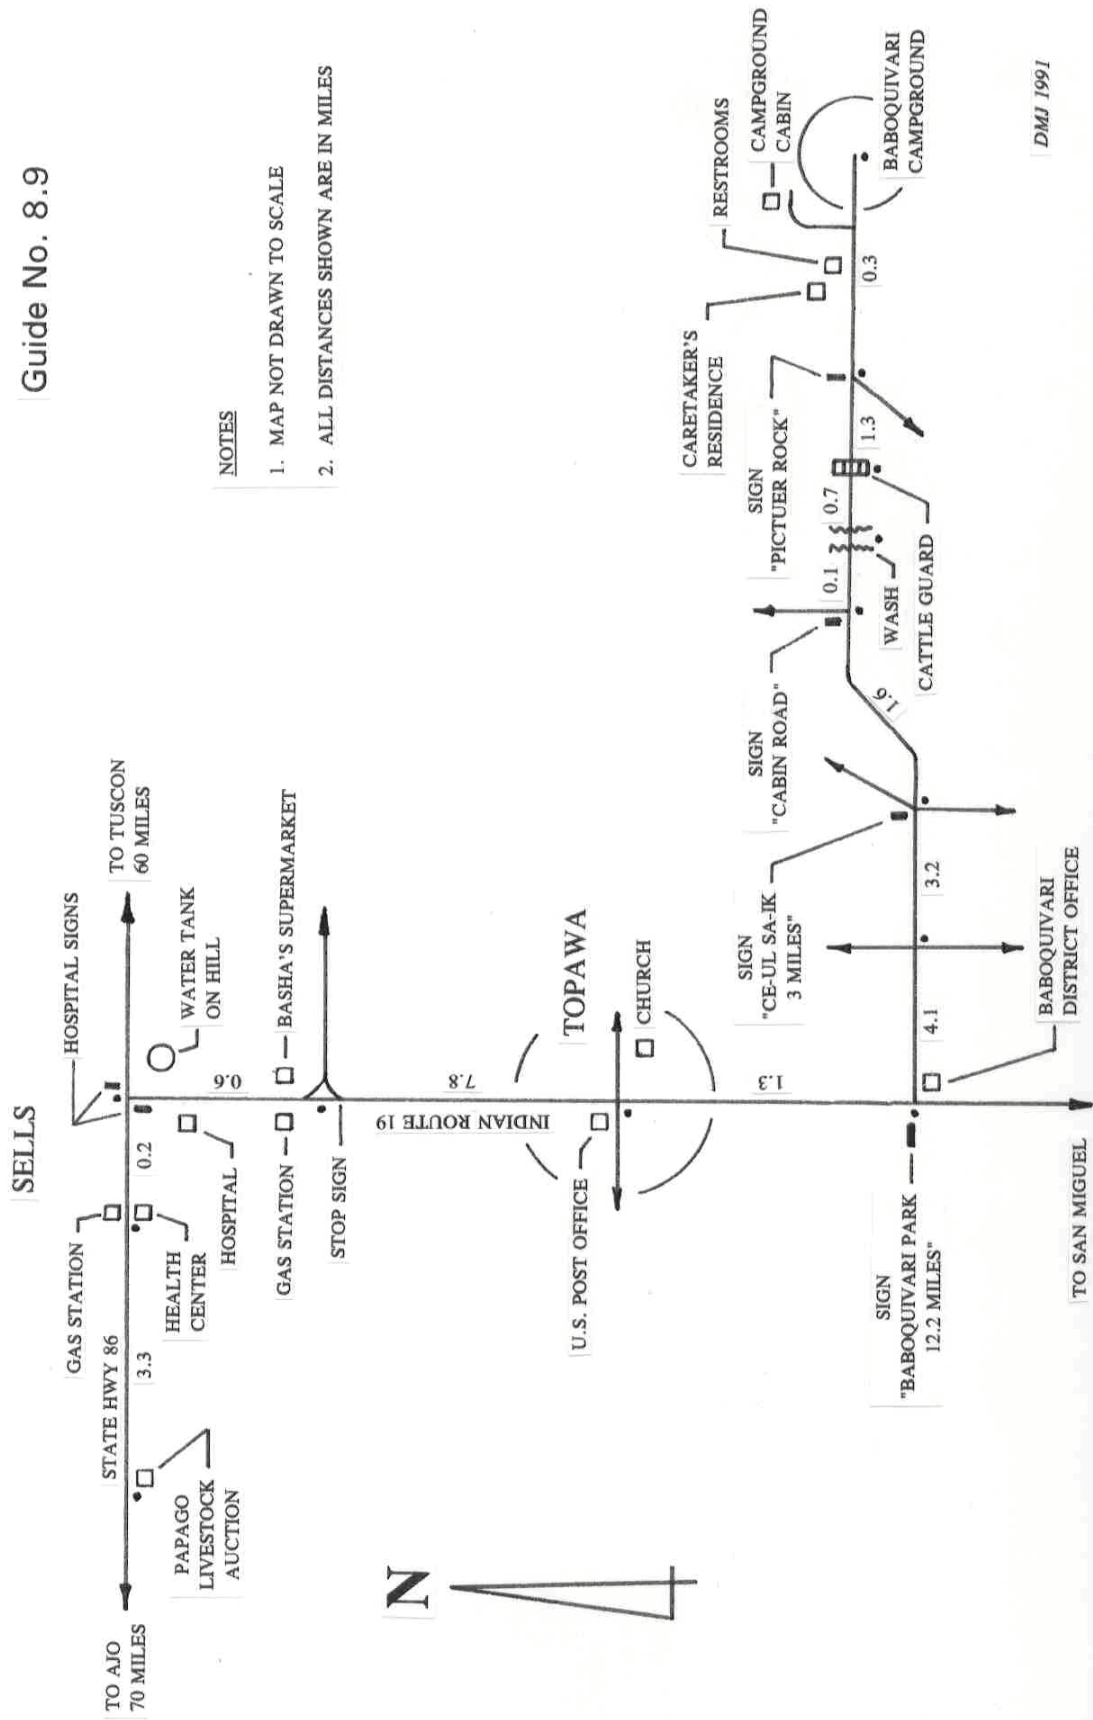 Guide No. 8.9
SELLS
NOTES
1. MAP NOT DRAWN TO SCALE
2. ALL DISTANCES SHOWN ARE IN MILES
TO AJO
70 MILES
STATE HWY 86
GAS STATION
HOSPITAL SIGNS
TO TUSCON
60 MILES
3.3
0.2
PAPAGO
LIVESTOCK
AUCTION
HEALTH
CENTER
HOSPITAL
WATER TANK
ON HILL
0.6
GAS STATION
BASHA'S SUPERMARKET
STOP SIGN
INDIAN ROUTE 19
7.8
N
TOPAWA
U.S. POST OFFICE
CHURCH
1.3
SIGN
"BABOQUIVARI PARK
12.2 MILES"
TO SAN MIGUEL
4.1
BABOQUIVARI
DISTRICT OFFICE
3.2
SIGN
"CE-UL SA-IK
3 MILES"
1.6
SIGN
"CABIN ROAD"
0.1
WASH
0.7
CATTLE GUARD
SIGN
"PICTUER ROCK"
1.3
CARETAKER'S
RESIDENCE
RESTROOMS
0.3
CAMPGROUND
CABIN
BABOQUIVARI
CAMPGROUND
DMJ 1991